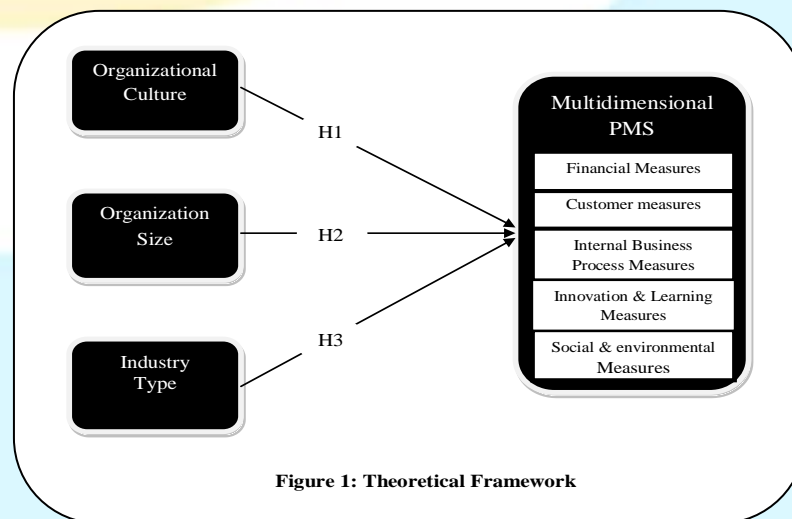 Organizational
Culture
H1
Organization
Size
H2
Industry
Type
H3
Multidimensional
PMS
Financial Measures
Customer measures
Internal Business
Process Measures
Innovation & Learning
Measures
Social & environmental
Measures
Figure 1: Theoretical Framework